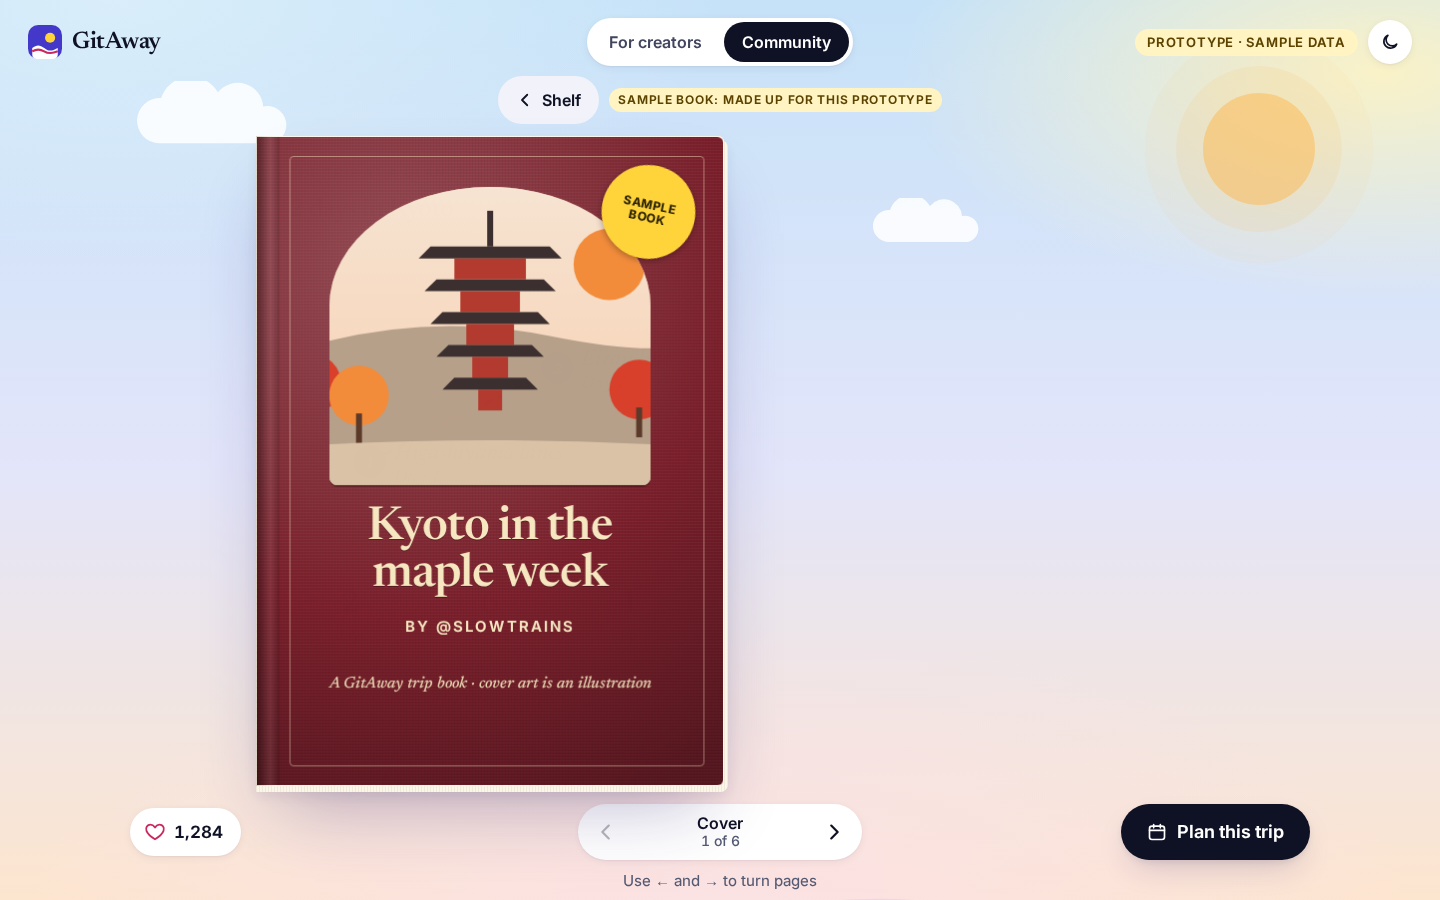 GitAway
For creators
Community
PROTOTYPE · SAMPLE DATA
Shelf
SAMPLE BOOK: MADE UP FOR THIS PROTOTYPE
SAMPLE
BOOK
Kyoto in the
maple week
BY @SLOWTRAINS
A GitAway trip book · cover art is an illustration
1,284
Cover
1 of 6
Plan this trip
Use ← and → to turn pages